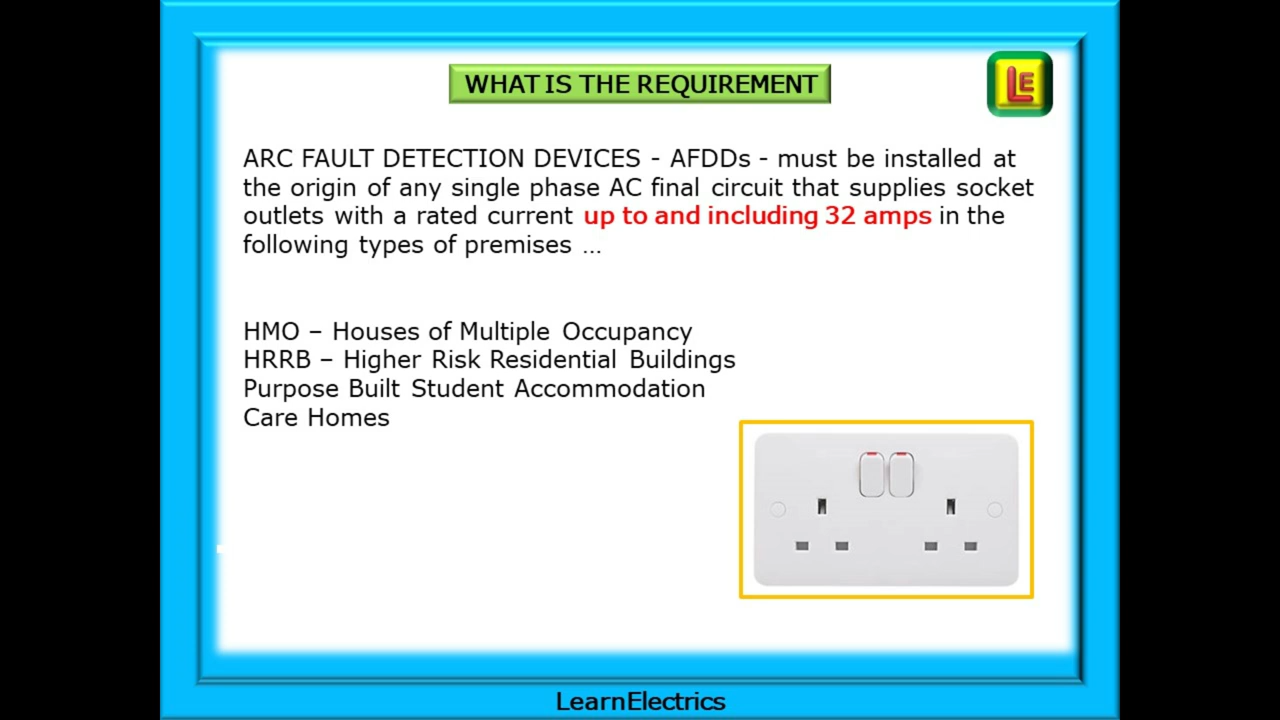 WHAT IS THE REQUIREMENT
LE
ARC FAULT DETECTION DEVICES - AFDDs - must be installed at
the origin of any single phase AC final circuit that supplies socket
outlets with a rated current up to and including 32 amps in the
following types of premises ...
HMO – Houses of Multiple Occupancy
HRRB – Higher Risk Residential Buildings
Purpose Built Student Accommodation
Care Homes
LearnElectrics